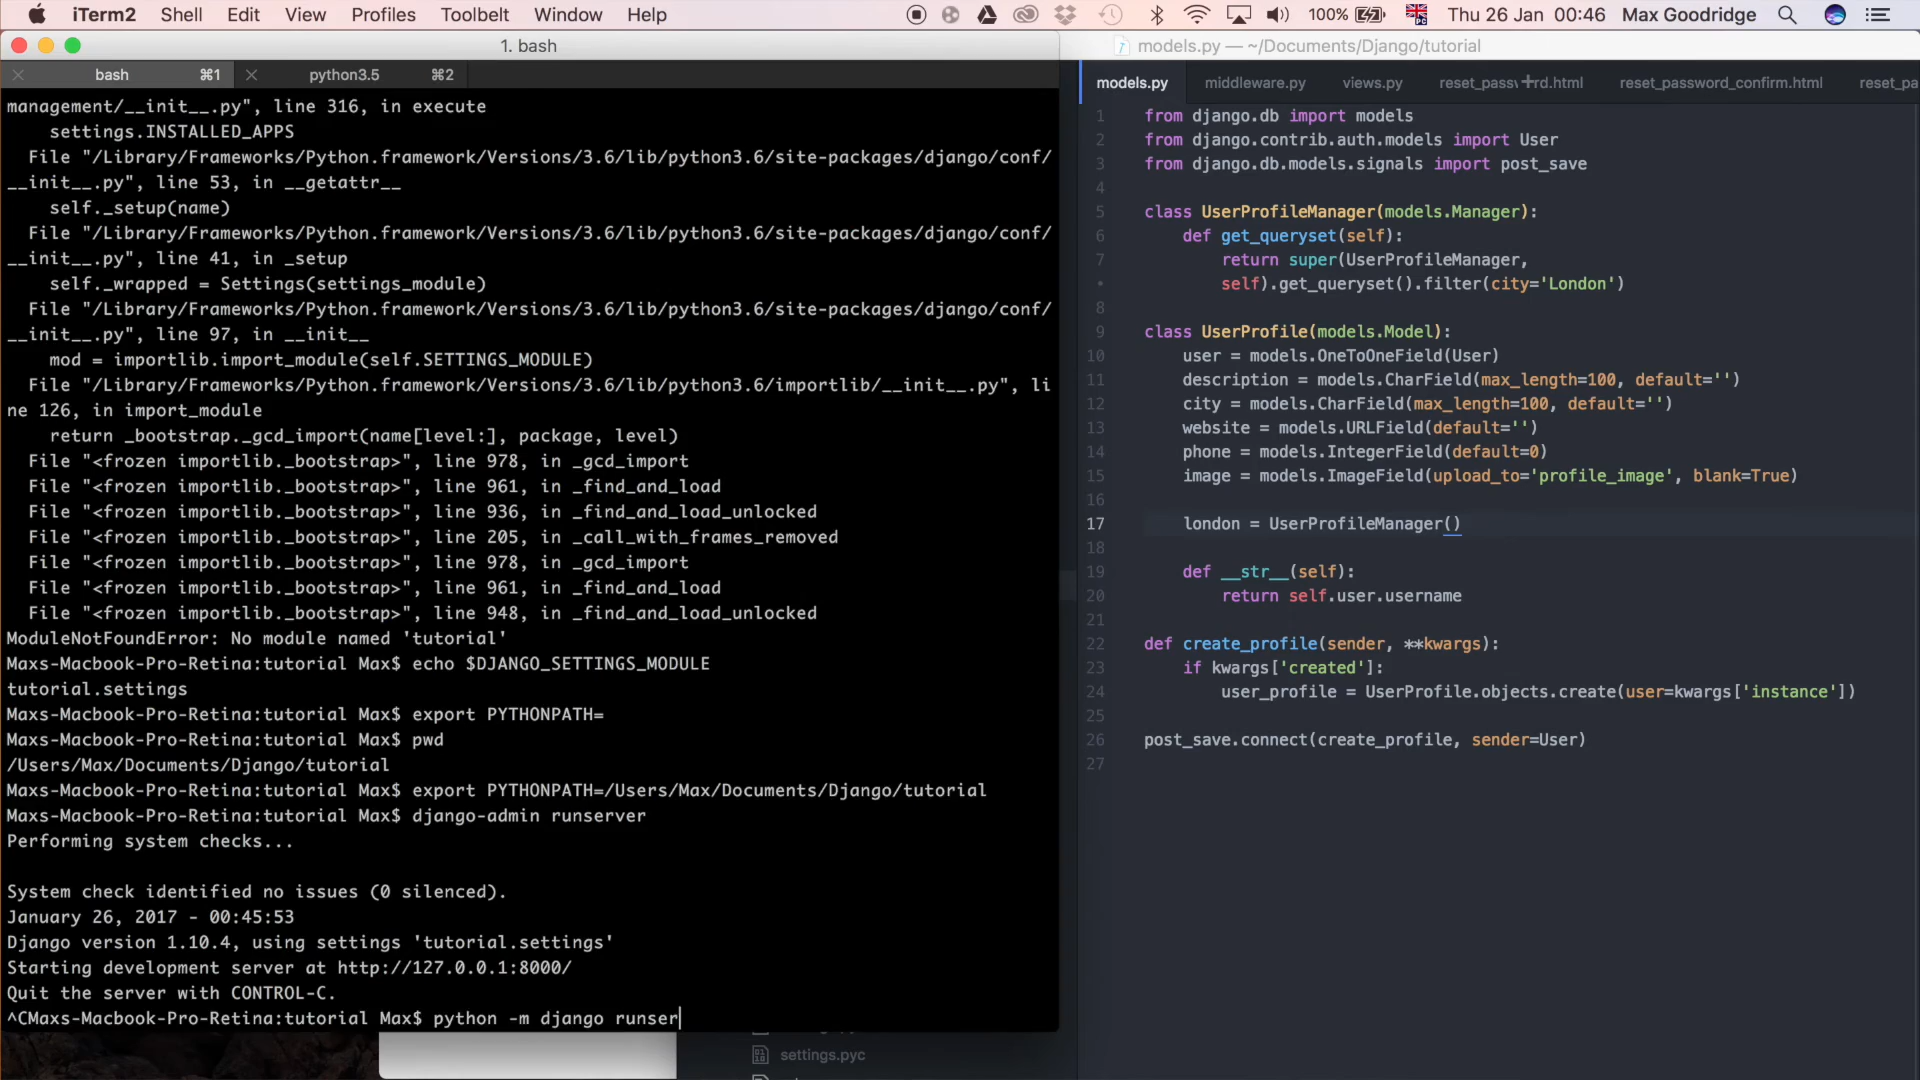 iTerm2 Shell Edit View Profiles Toolbelt Window Help 100% Thu 26 Jan 00:46 Max Goodridge
1. bash
bash ⌘1 python3.5 ⌘2
management/__init__.py", line 316, in execute
    settings.INSTALLED_APPS
  File "/Library/Frameworks/Python.framework/Versions/3.6/lib/python3.6/site-packages/django/conf/
__init__.py", line 53, in __getattr__
    self._setup(name)
  File "/Library/Frameworks/Python.framework/Versions/3.6/lib/python3.6/site-packages/django/conf/
__init__.py", line 41, in _setup
    self._wrapped = Settings(settings_module)
  File "/Library/Frameworks/Python.framework/Versions/3.6/lib/python3.6/site-packages/django/conf/
__init__.py", line 97, in __init__
    mod = importlib.import_module(self.SETTINGS_MODULE)
  File "/Library/Frameworks/Python.framework/Versions/3.6/lib/python3.6/importlib/__init__.py", li
ne 126, in import_module
    return _bootstrap._gcd_import(name[level:], package, level)
  File "<frozen importlib._bootstrap>", line 978, in _gcd_import
  File "<frozen importlib._bootstrap>", line 961, in _find_and_load
  File "<frozen importlib._bootstrap>", line 936, in _find_and_load_unlocked
  File "<frozen importlib._bootstrap>", line 205, in _call_with_frames_removed
  File "<frozen importlib._bootstrap>", line 978, in _gcd_import
  File "<frozen importlib._bootstrap>", line 961, in _find_and_load
  File "<frozen importlib._bootstrap>", line 948, in _find_and_load_unlocked
ModuleNotFoundError: No module named 'tutorial'
Maxs-Macbook-Pro-Retina:tutorial Max$ echo $DJANGO_SETTINGS_MODULE
tutorial.settings
Maxs-Macbook-Pro-Retina:tutorial Max$ export PYTHONPATH=
Maxs-Macbook-Pro-Retina:tutorial Max$ pwd
/Users/Max/Documents/Django/tutorial
Maxs-Macbook-Pro-Retina:tutorial Max$ export PYTHONPATH=/Users/Max/Documents/Django/tutorial
Maxs-Macbook-Pro-Retina:tutorial Max$ django-admin runserver
Performing system checks...
System check identified no issues (0 silenced).
January 26, 2017 - 00:45:53
Django version 1.10.4, using settings 'tutorial.settings'
Starting development server at http://127.0.0.1:8000/
Quit the server with CONTROL-C.
^CMaxs-Macbook-Pro-Retina:tutorial Max$ python -m django runser
settings.pyc
models.py — ~/Documents/Django/tutorial
models.py middleware.py views.py reset_password.html reset_password_confirm.html reset_pa
1 from django.db import models
2 from django.contrib.auth.models import User
3 from django.db.models.signals import post_save
4
5 class UserProfileManager(models.Manager):
6     def get_queryset(self):
7         return super(UserProfileManager,
•         self).get_queryset().filter(city='London')
8
9 class UserProfile(models.Model):
10     user = models.OneToOneField(User)
11     description = models.CharField(max_length=100, default='')
12     city = models.CharField(max_length=100, default='')
13     website = models.URLField(default='')
14     phone = models.IntegerField(default=0)
15     image = models.ImageField(upload_to='profile_image', blank=True)
16
17     london = UserProfileManager()
18
19     def __str__(self):
20         return self.user.username
21
22 def create_profile(sender, **kwargs):
23     if kwargs['created']:
24         user_profile = UserProfile.objects.create(user=kwargs['instance'])
25
26 post_save.connect(create_profile, sender=User)
27